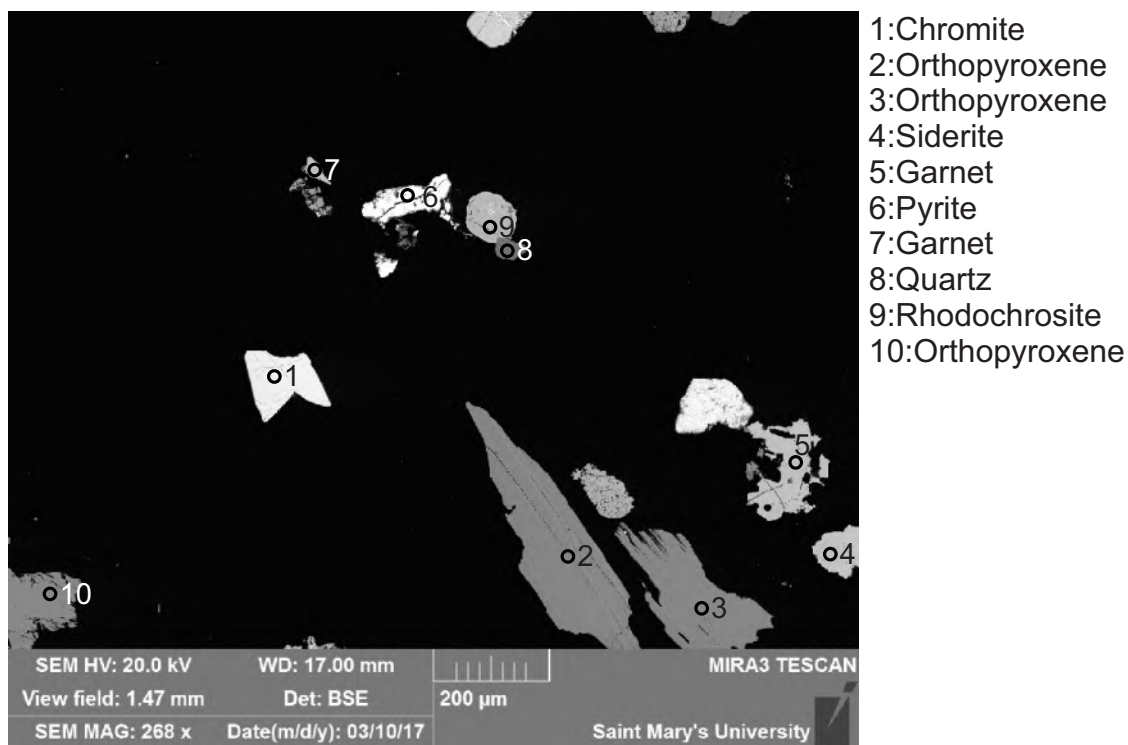 1:Chromite
2:Orthopyroxene
3:Orthopyroxene
4:Siderite
5:Garnet
6:Pyrite
7:Garnet
8:Quartz
9:Rhodochrosite
10:Orthopyroxene
7
6
9
8
1
5
2
4
10
3
SEM HV: 20.0 kV WD: 17.00 mm MIRA3 TESCAN
View field: 1.47 mm Det: BSE 200 µm
SEM MAG: 268 x Date(m/d/y): 03/10/17 Saint Mary's University